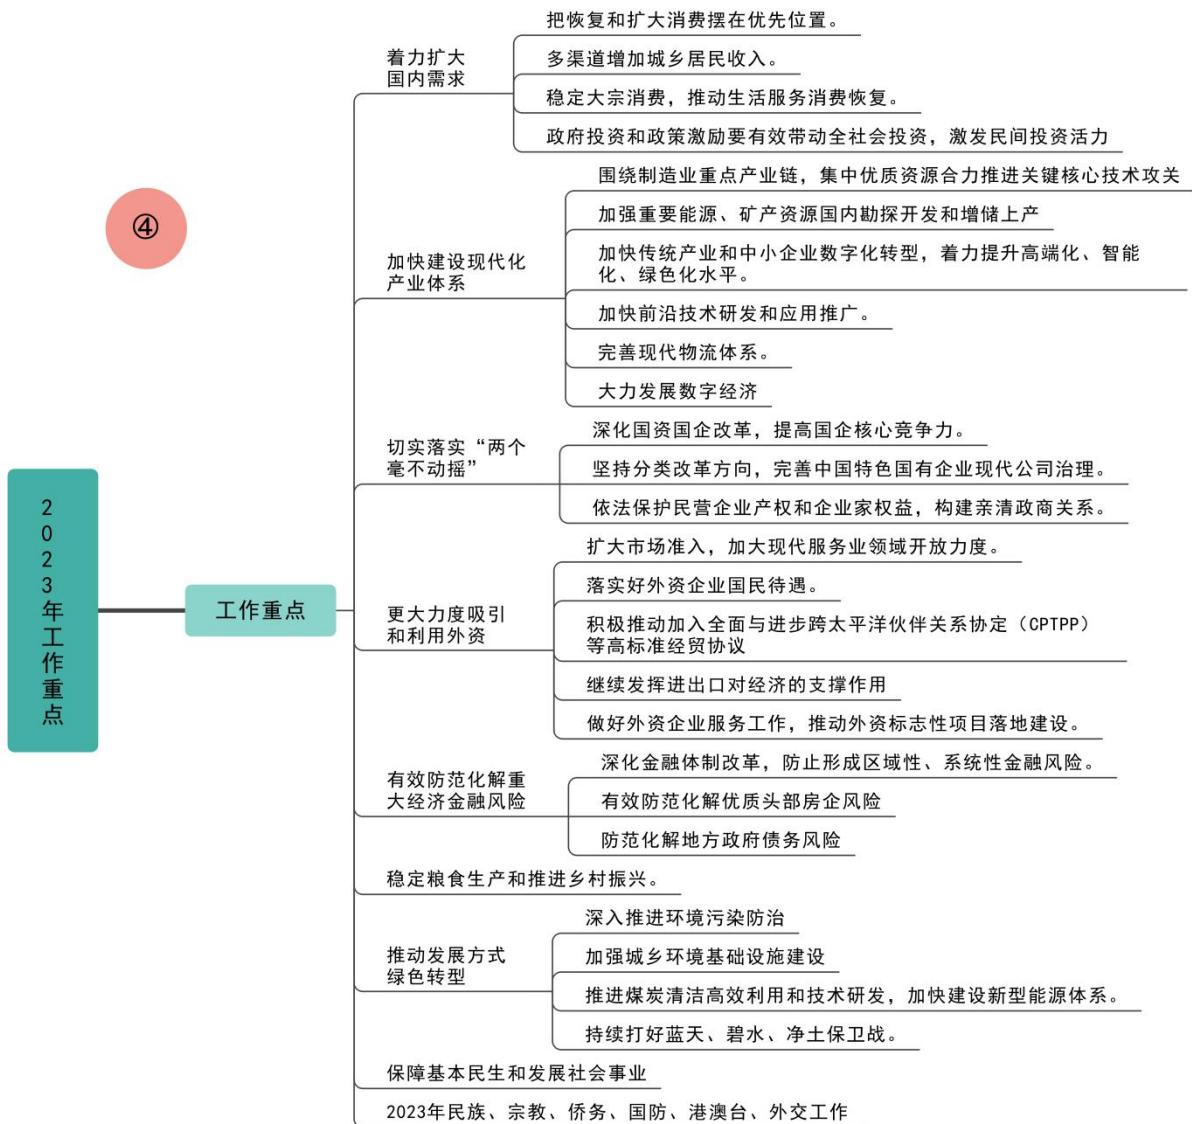 ④
2023年工作重点
工作重点
着力扩大
国内需求
把恢复和扩大消费摆在优先位置。
多渠道增加城乡居民收入。
稳定大宗消费，推动生活服务消费恢复。
政府投资和政策激励要有效带动全社会投资，激发民间投资活力
加快建设现代化
产业体系
围绕制造业重点产业链，集中优质资源合力推进关键核心技术攻关
加强重要能源、矿产资源国内勘探开发和增储上产
加快传统产业和中小企业数字化转型，着力提升高端化、智能
化、绿色化水平。
加快前沿技术研发和应用推广。
完善现代物流体系。
大力发展数字经济
切实落实“两个
毫不动摇”
深化国资国企改革，提高国企核心竞争力。
坚持分类改革方向，完善中国特色国有企业现代公司治理。
依法保护民营企业产权和企业家权益，构建亲清政商关系。
更大力度吸引
和利用外资
扩大市场准入，加大现代服务业领域开放力度。
落实好外资企业国民待遇。
积极推动加入全面与进步跨太平洋伙伴关系协定（CPTPP）
等高标准经贸协议
继续发挥进出口对经济的支撑作用
做好外资企业服务工作，推动外资标志性项目落地建设。
有效防范化解重
大经济金融风险
深化金融体制改革，防止形成区域性、系统性金融风险。
有效防范化解优质头部房企风险
防范化解地方政府债务风险
稳定粮食生产和推进乡村振兴。
推动发展方式
绿色转型
深入推进环境污染防治
加强城乡环境基础设施建设
推进煤炭清洁高效利用和技术研发，加快建设新型能源体系。
持续打好蓝天、碧水、净土保卫战。
保障基本民生和发展社会事业
2023年民族、宗教、侨务、国防、港澳台、外交工作